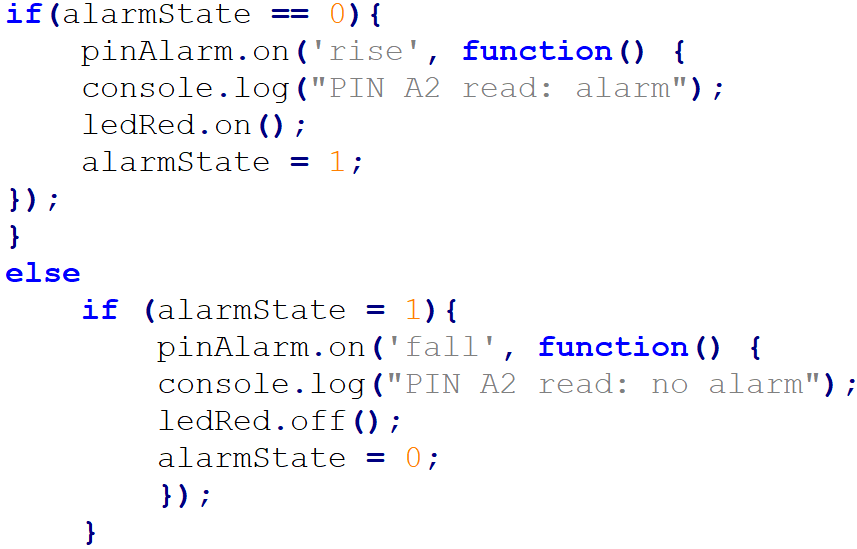 if(alarmState == 0){
    pinAlarm.on('rise', function() {
    console.log("PIN A2 read: alarm");
    ledRed.on();
    alarmState = 1;
});
}
else
    if (alarmState = 1){
        pinAlarm.on('fall', function() {
        console.log("PIN A2 read: no alarm");
        ledRed.off();
        alarmState = 0;
        });
    }